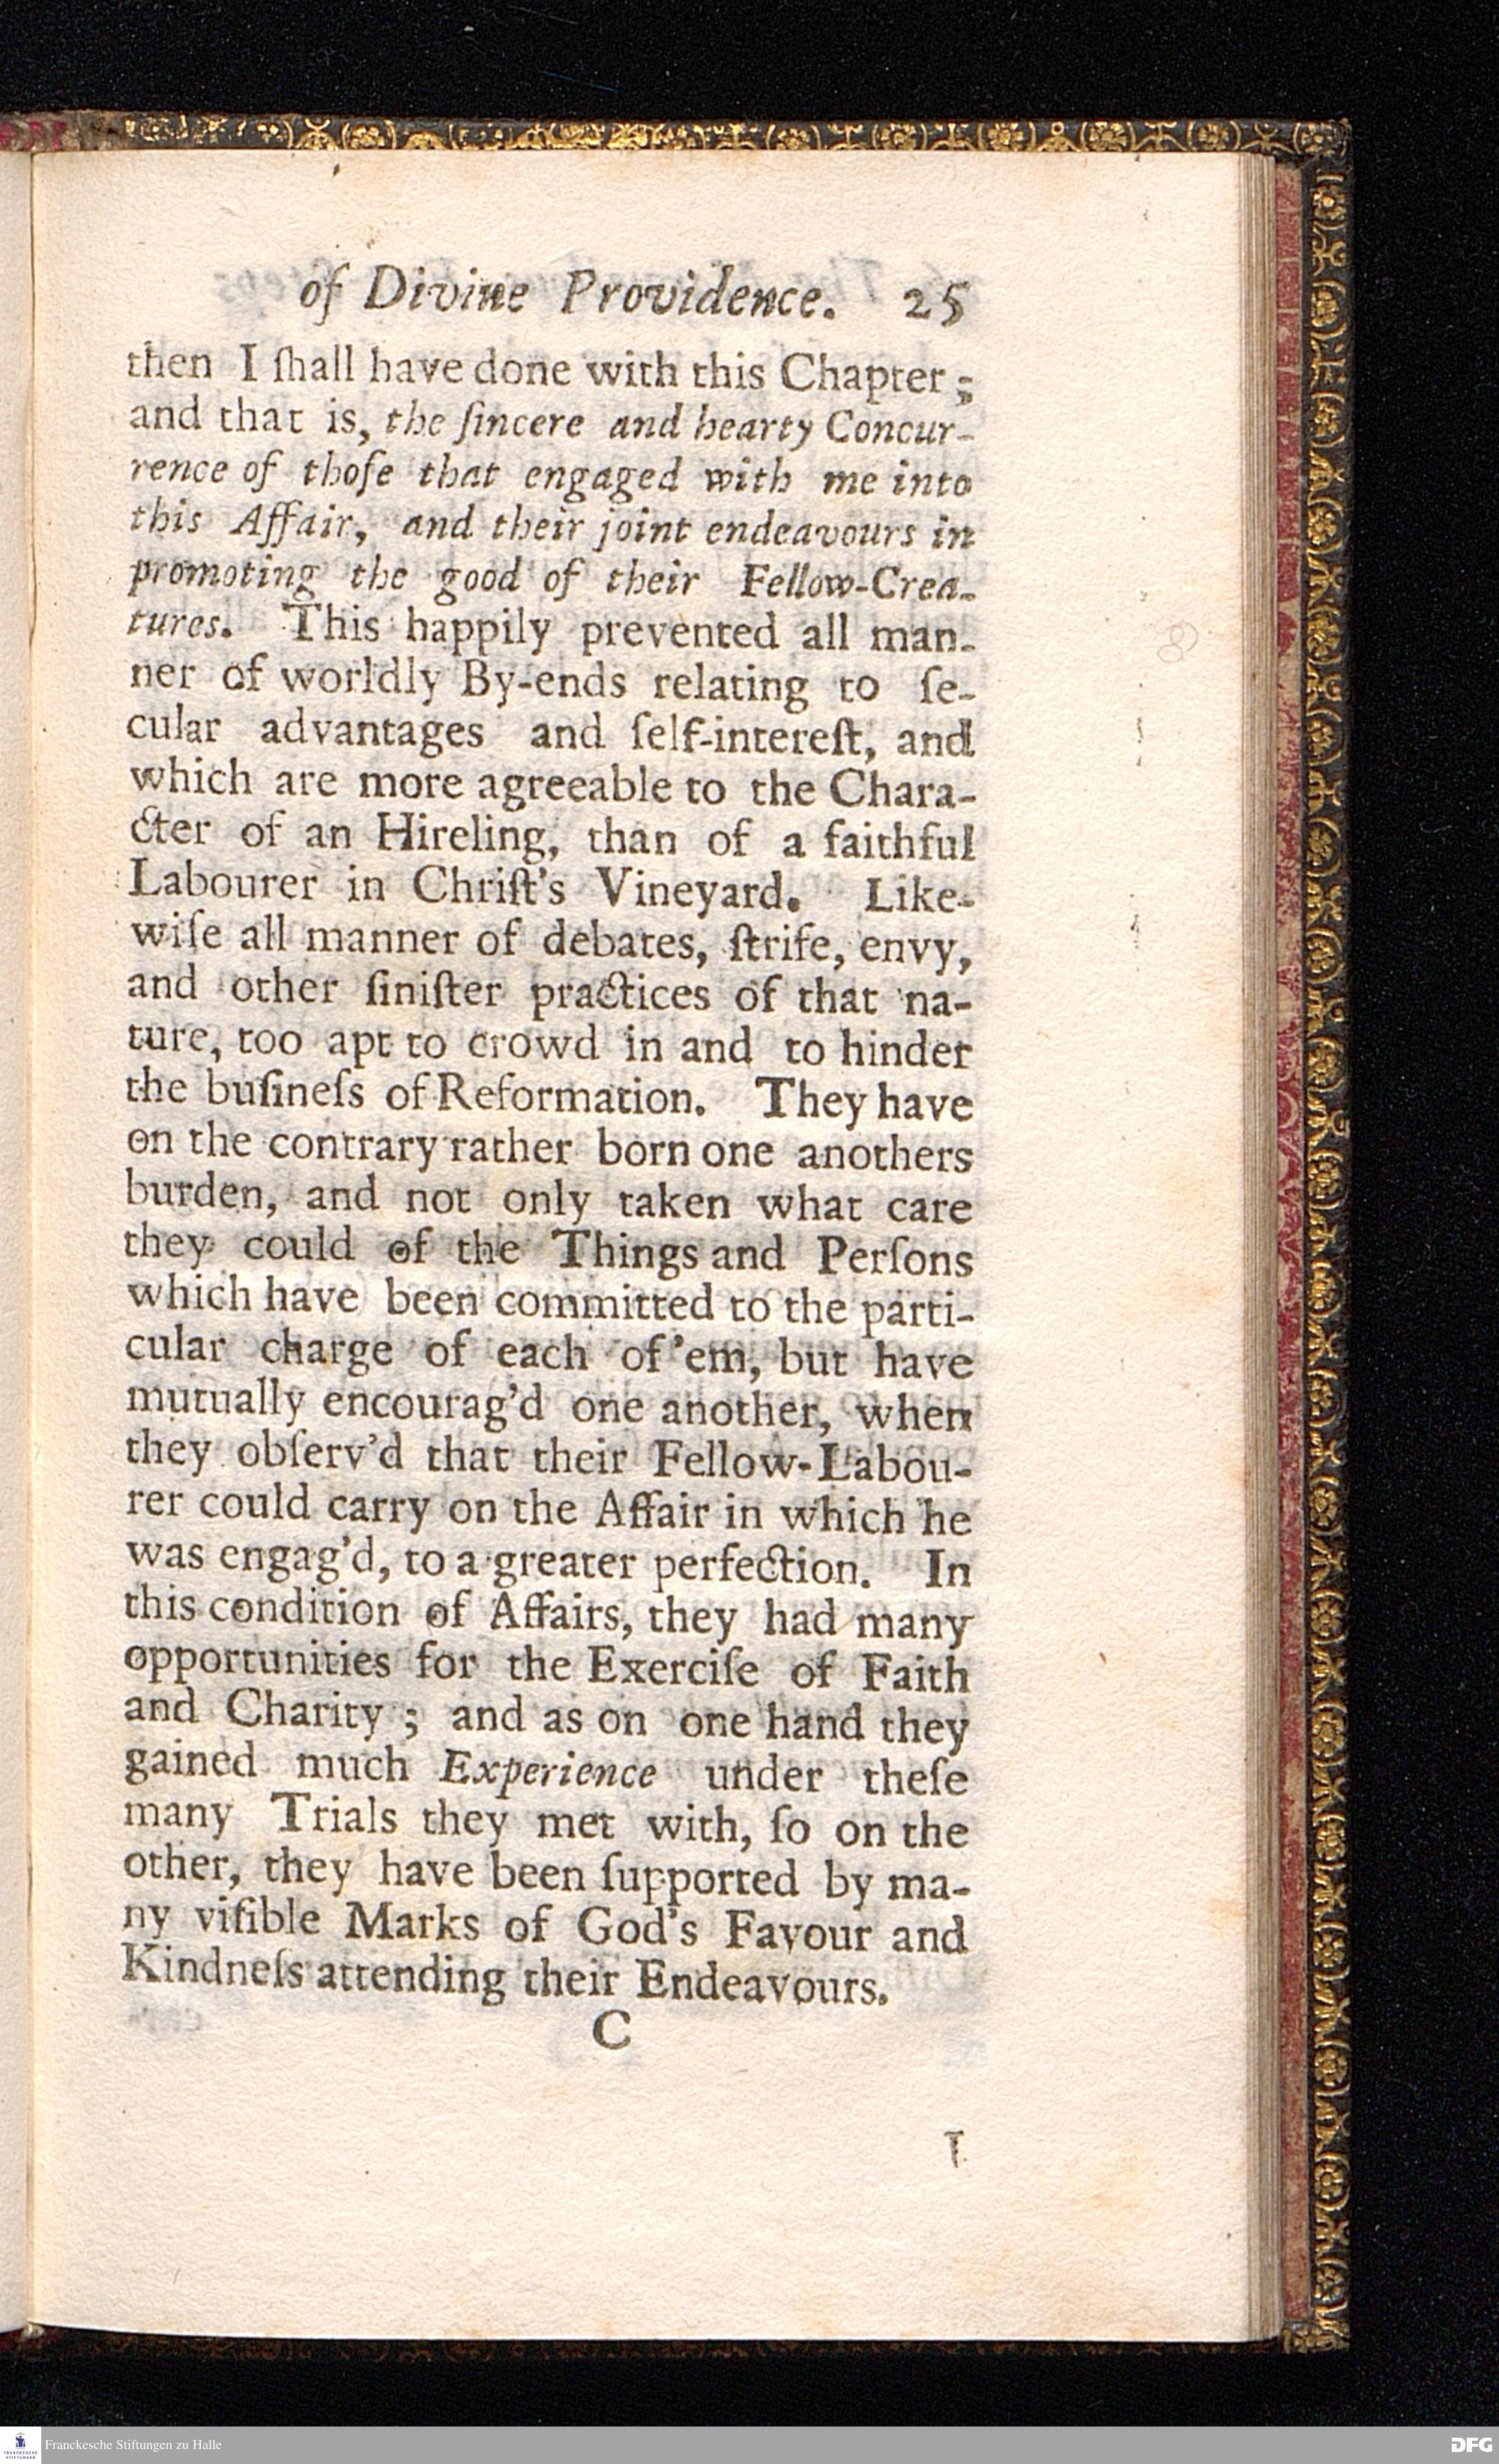 of Divine Providence. 25
then I ſhall have done with this Chapter;
and that is, the ſincere and hearty Concur-
rence of thoſe that engaged with me into
this Affair, and their joint endeavours in
promoting the good of their Fellow-Crea-
tures. This happily prevented all man-
ner of worldly By-ends relating to ſe-
cular advantages and ſelf-intereſt, and
which are more agreeable to the Chara-
cter of an Hireling, than of a faithful
Labourer in Chriſt's Vineyard. Like-
wiſe all manner of debates, ſtrife, envy,
and other ſiniſter practices of that na-
ture, too apt to crowd in and to hinder
the buſineſs of Reformation. They have
on the contrary rather born one anothers
burden, and not only taken what care
they could of the Things and Perſons
which have been committed to the parti-
cular charge of each of 'em, but have
mutually encourag'd one another, when
they obſerv'd that their Fellow-Labou-
rer could carry on the Affair in which he
was engag'd, to a greater perfection. In
this condition of Affairs, they had many
opportunities for the Exerciſe of Faith
and Charity; and as on one hand they
gained much Experience under theſe
many Trials they met with, ſo on the
other, they have been ſupported by ma-
ny viſible Marks of God's Favour and
Kindneſs attending their Endeavours.
C
Franckesche Stiftungen zu Halle
DFG